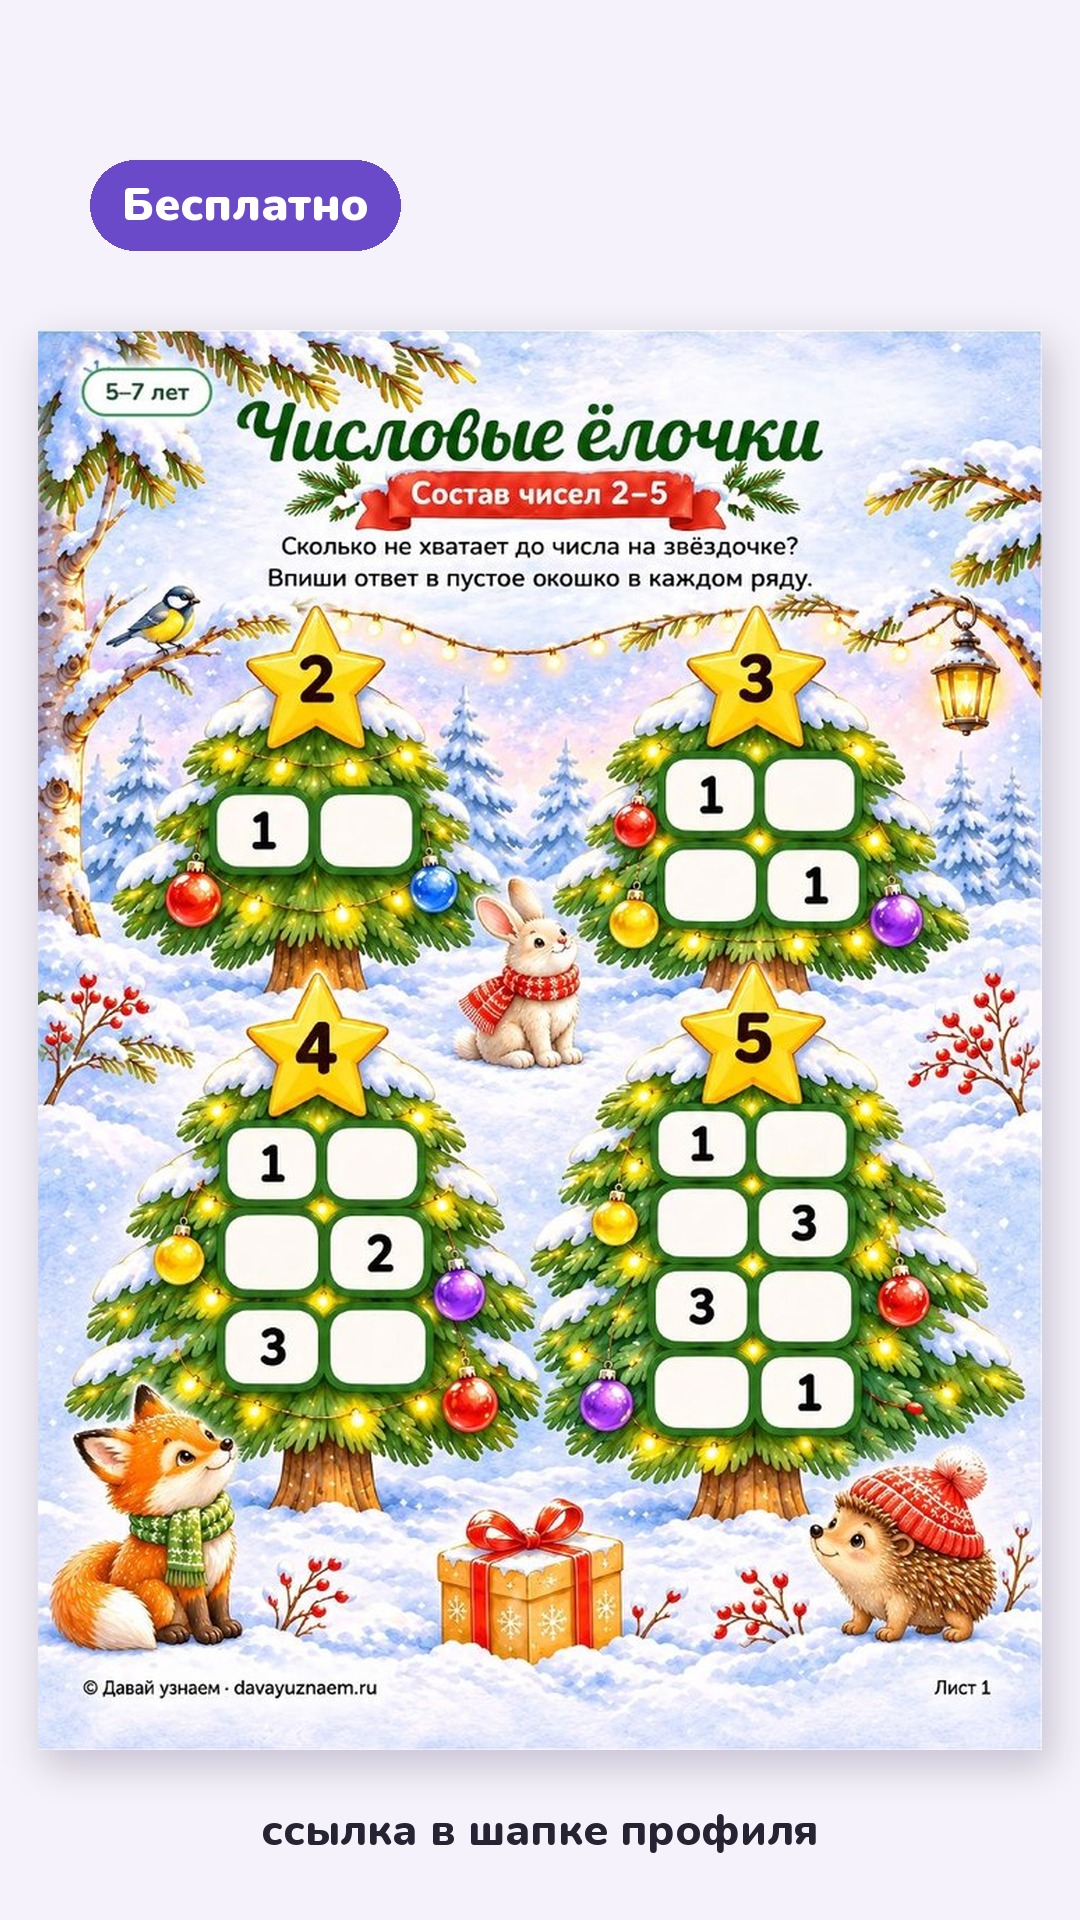 Бесплатно
5–7 лет
Числовые ёлочки
Состав чисел 2–5
Сколько не хватает до числа на звёздочке?
Впиши ответ в пустое окошко в каждом ряду.
2
1
3
1
1
4
1
2
3
5
1
3
3
1
© Давай узнаем · davayuznaem.ru
Лист 1
ссылка в шапке профиля